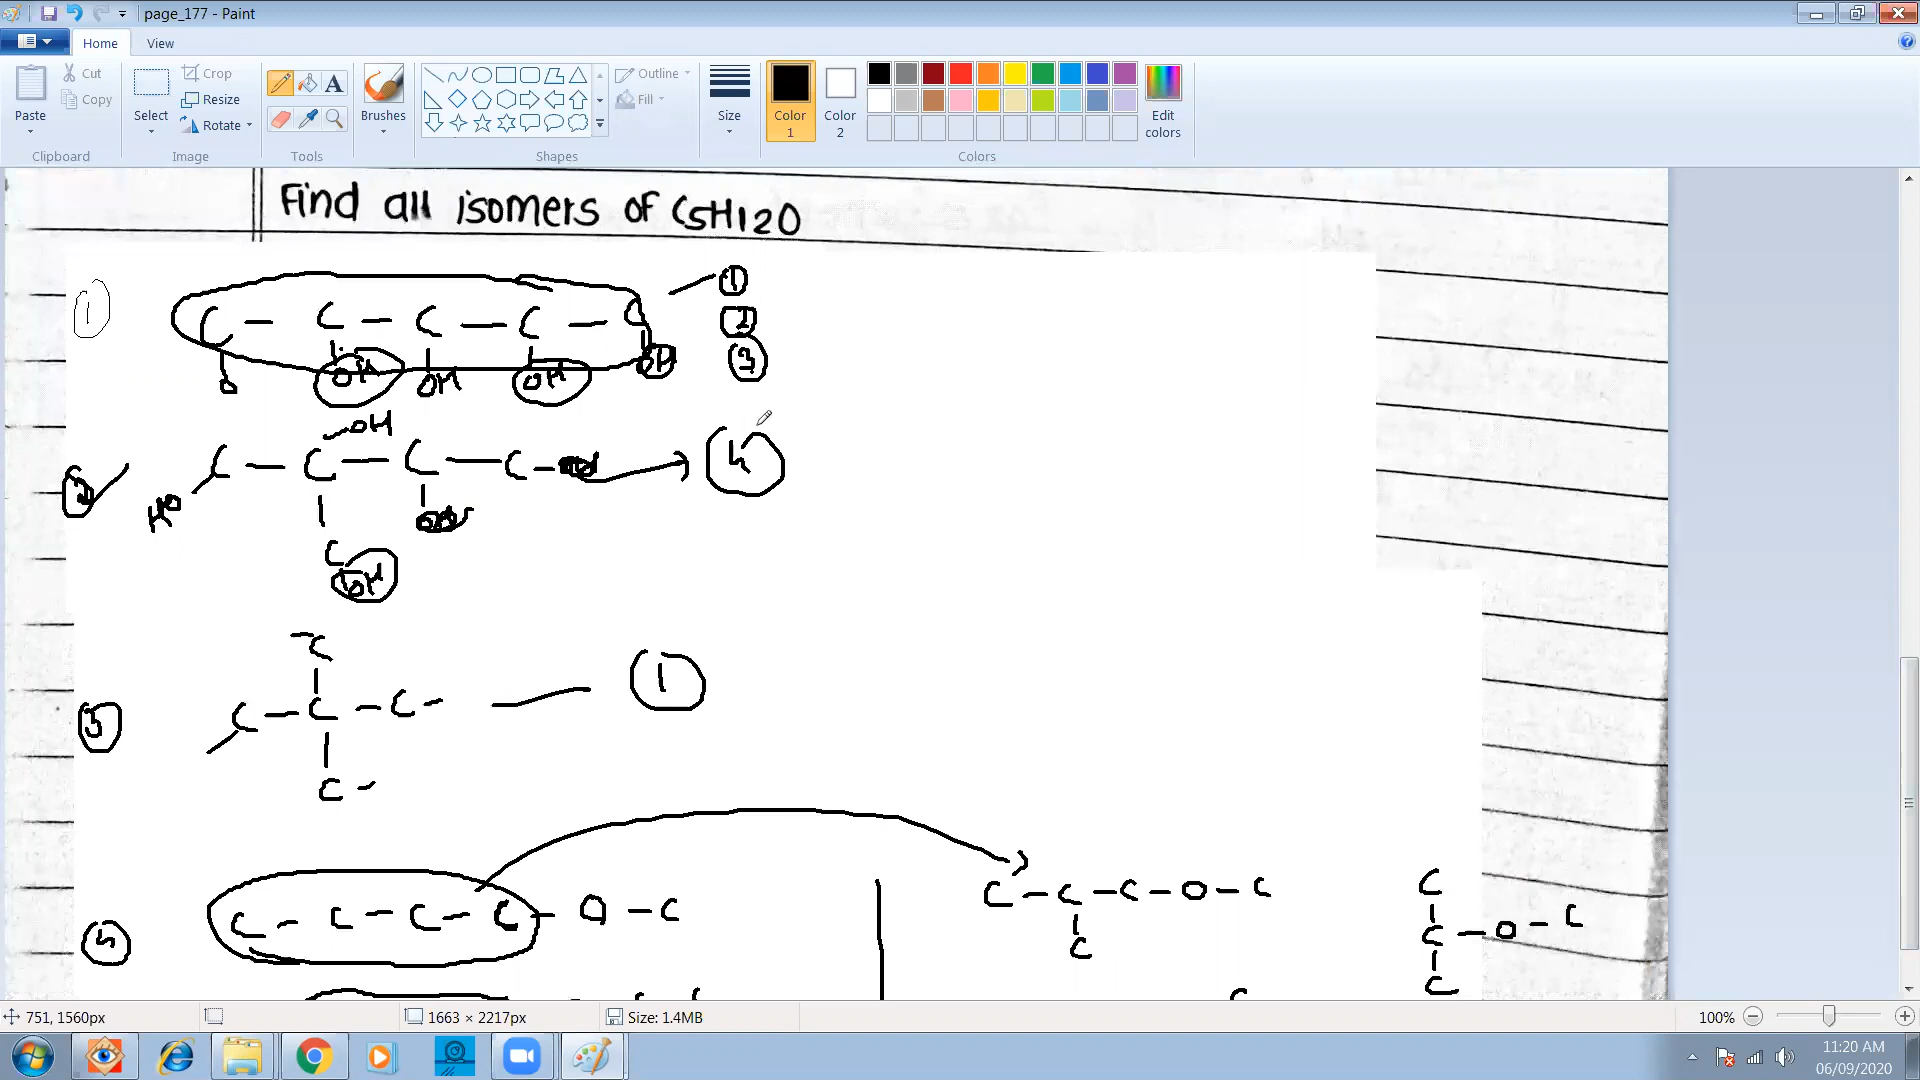 page_177 - Paint
Home View
Paste Cut Copy
Select Crop Resize Rotate
Brushes
Outline
Fill
Size
Color 1
Color 2
Edit colors
Clipboard Image Tools Shapes Colors
Find all isomers of C5H12O
1 C - C - C - C - C 1
2
3
OH OH OH OH
OH
2 C - C - C - C 4
HO
C
OH
C
3 C - C - C - 1
C -
4 C - C - C - C - O - C
C - C - C - O - C
C
C
C - O - C
C
751, 1560px 1663 × 2217px Size: 1.4MB 100%
11:20 AM
06/09/2020